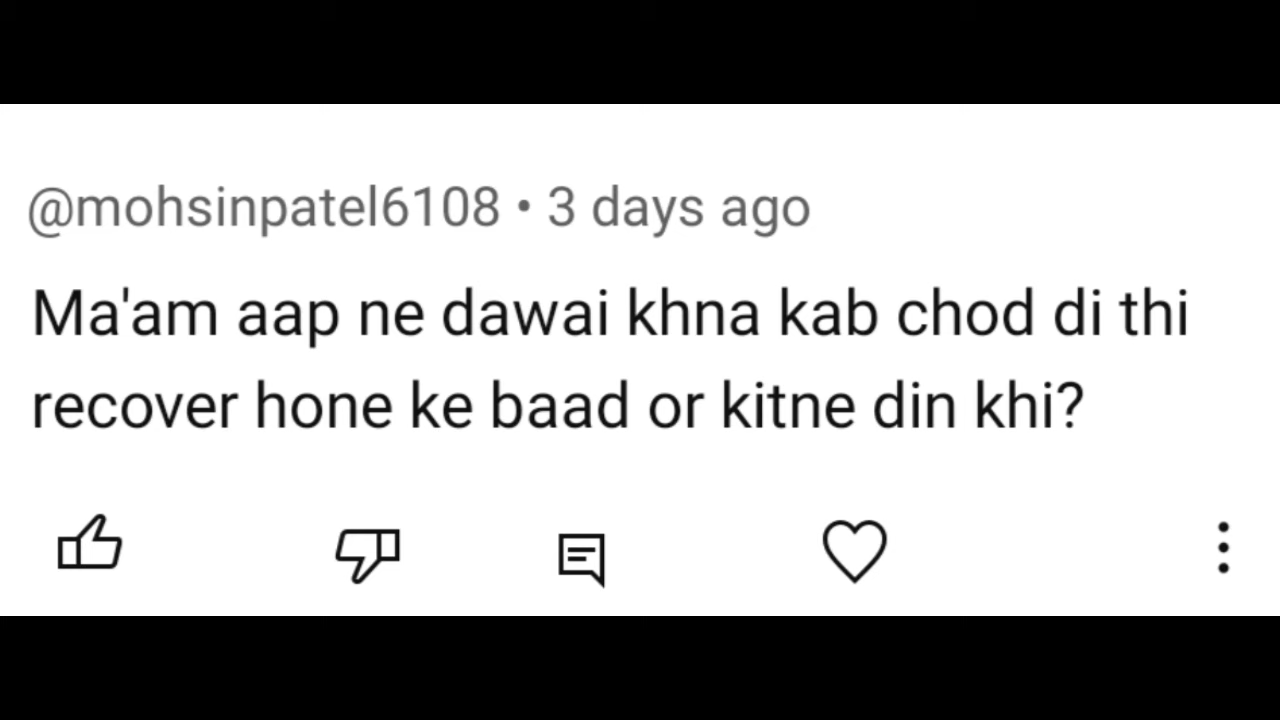 @mohsinpatel6108 • 3 days ago
Ma'am aap ne dawai khna kab chod di thi
recover hone ke baad or kitne din khi?